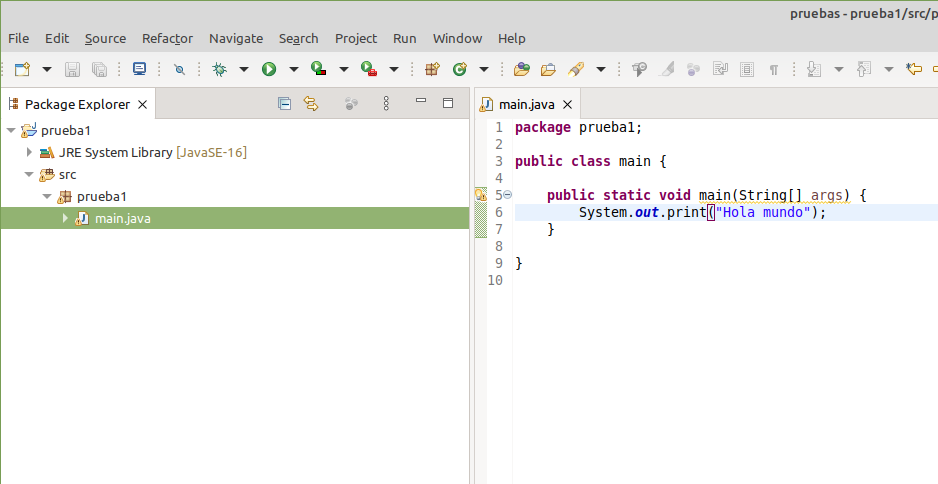 pruebas - prueba1/src/p
File Edit Source Refactor Navigate Search Project Run Window Help
Package Explorer
prueba1
JRE System Library [JavaSE-16]
src
prueba1
main.java
main.java
1 package prueba1;
2
3 public class main {
4
5 public static void main(String[] args) {
6 System.out.print("Hola mundo");
7 }
8
9 }
10